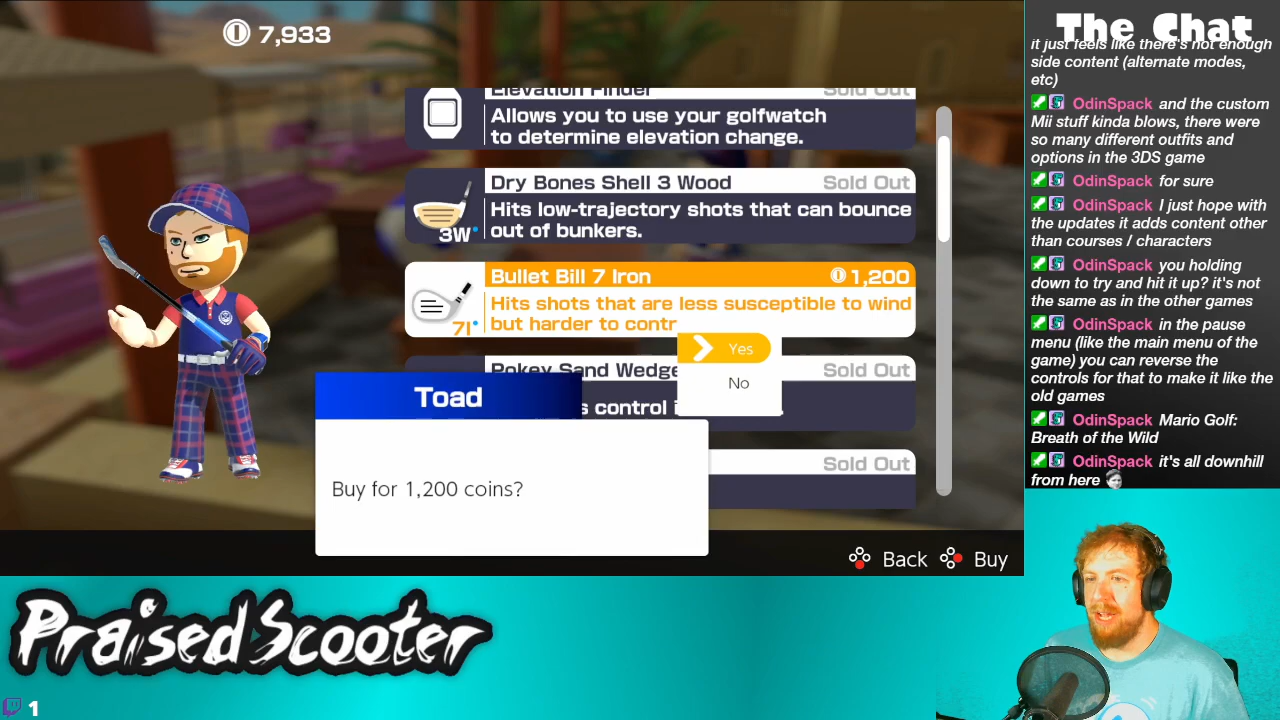 7,933
Elevation Finder Sold Out
Allows you to use your golfwatch
to determine elevation change.
Dry Bones Shell 3 Wood Sold Out
Hits low-trajectory shots that can bounce
out of bunkers.
3W
Bullet Bill 7 Iron 1,200
Hits shots that are less susceptible to wind
but harder to contr
7I
Yes
No
Pokey Sand Wedge Sold Out
s control i
Toad
Buy for 1,200 coins?
Sold Out
Back Buy
The Chat
it just feels like there's not enough
side content (alternate modes,
etc)
OdinSpack and the custom
Mii stuff kinda blows, there were
so many different outfits and
options in the 3DS game
OdinSpack for sure
OdinSpack I just hope with
the updates it adds content other
than courses / characters
OdinSpack you holding
down to try and hit it up? it's not
the same as in the other games
OdinSpack in the pause
menu (like the main menu of the
game) you can reverse the
controls for that to make it like the
old games
OdinSpack Mario Golf:
Breath of the Wild
OdinSpack it's all downhill
from here
PraisedScooter
1